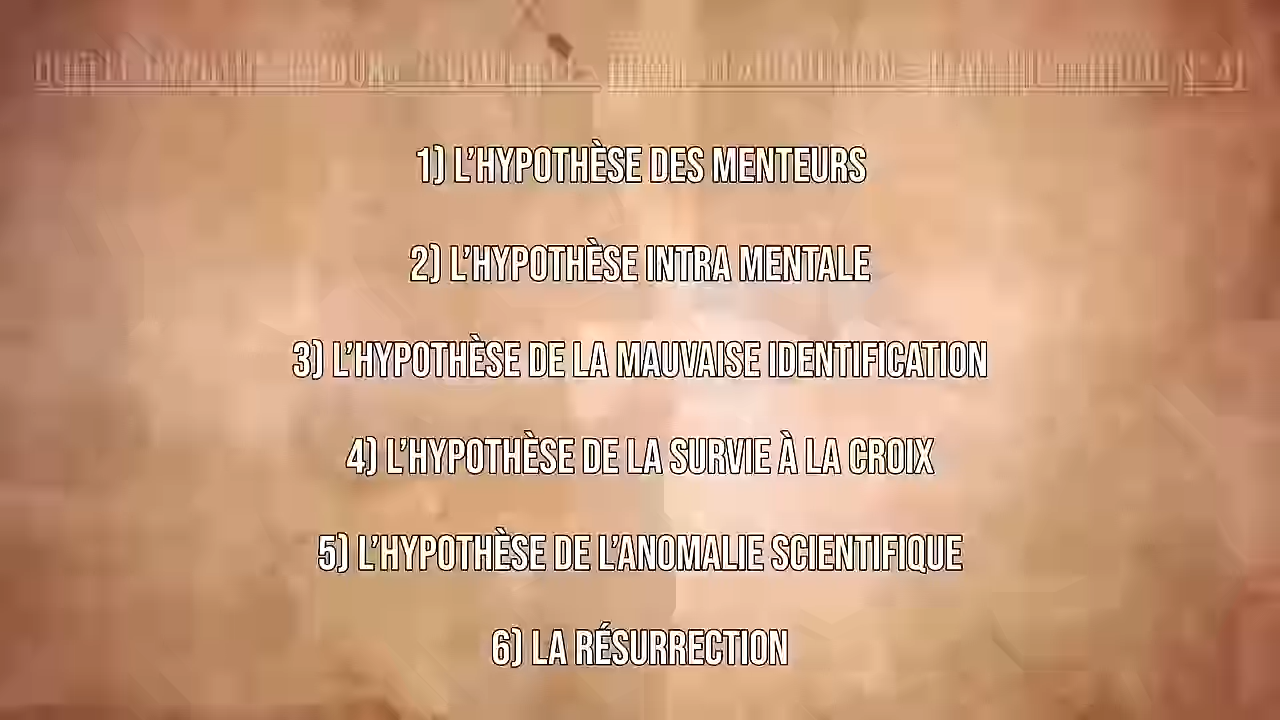 1) L'HYPOTHÈSE DES MENTEURS
2) L'HYPOTHÈSE INTRA MENTALE
3) L'HYPOTHÈSE DE LA MAUVAISE IDENTIFICATION
4) L'HYPOTHÈSE DE LA SURVIE À LA CROIX
5) L'HYPOTHÈSE DE L'ANOMALIE SCIENTIFIQUE
6) LA RÉSURRECTION